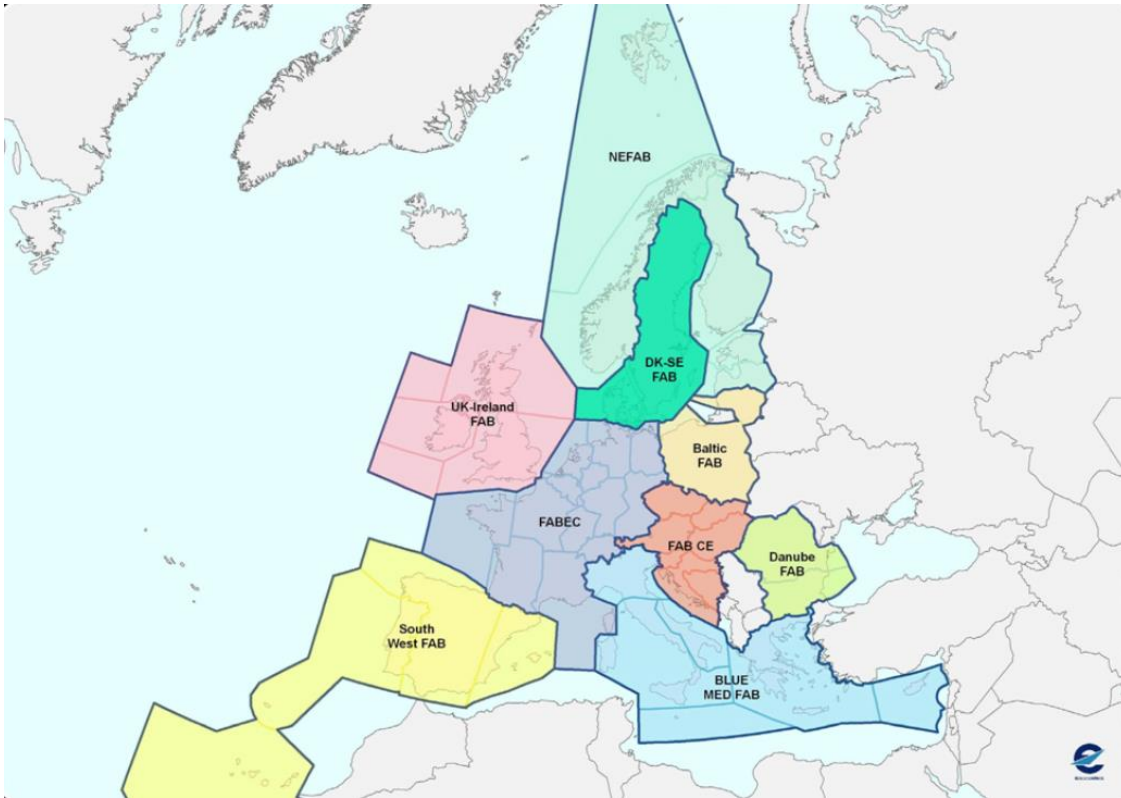 NEFAB
DK-SE
FAB
UK-Ireland
FAB
Baltic
FAB
FABEC
FAB CE
Danube
FAB
South
West FAB
BLUE
MED FAB
EUROCONTROL